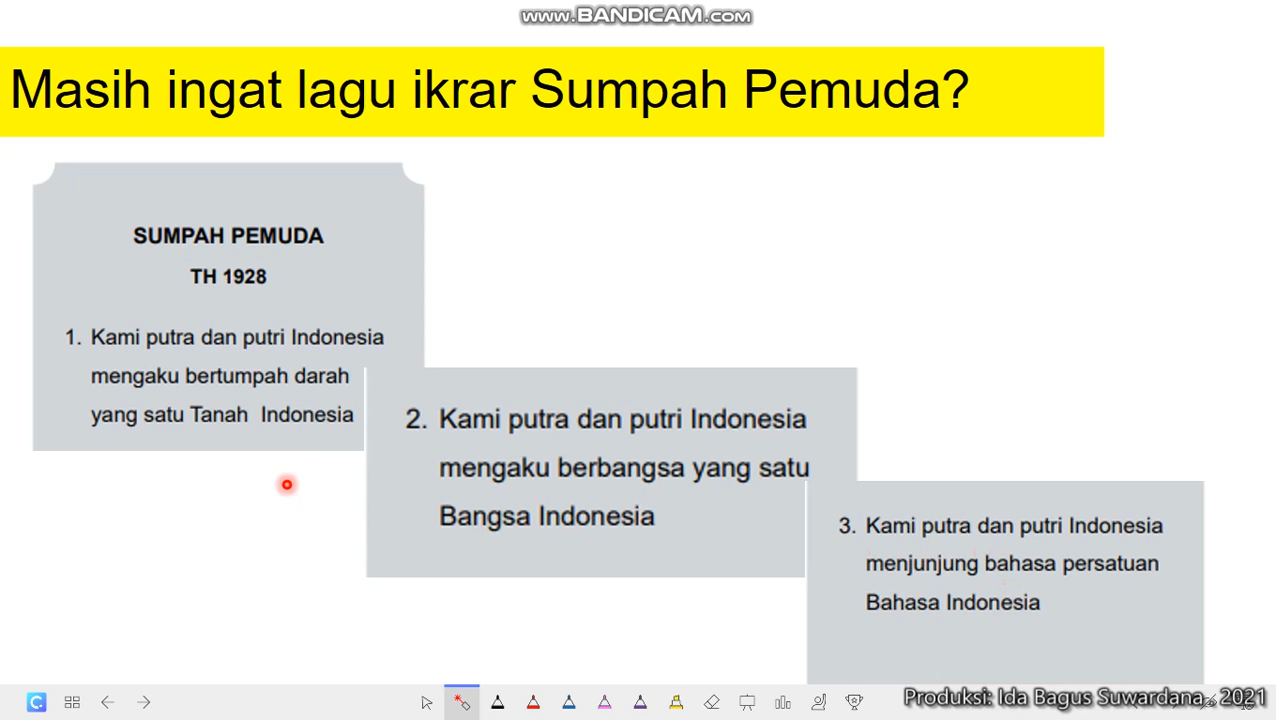 www.BANDICAM.com
Masih ingat lagu ikrar Sumpah Pemuda?
SUMPAH PEMUDA
TH 1928
1. Kami putra dan putri Indonesia
mengaku bertumpah darah
yang satu Tanah Indonesia
2. Kami putra dan putri Indonesia
mengaku berbangsa yang satu
Bangsa Indonesia
3. Kami putra dan putri Indonesia
menjunjung bahasa persatuan
Bahasa Indonesia
Produksi: Ida Bagus Suwardana, 2021